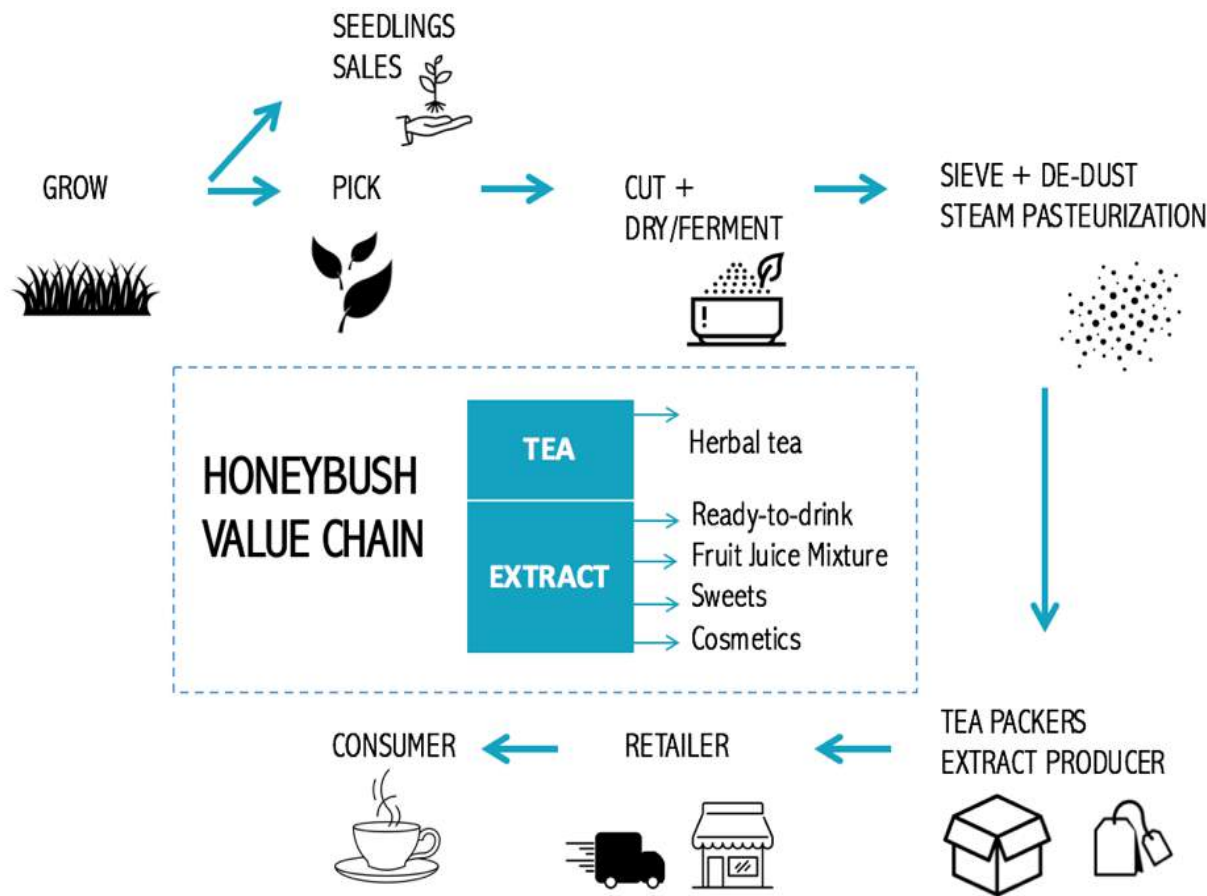 SEEDLINGS
SALES
GROW
PICK
CUT +
DRY/FERMENT
SIEVE + DE-DUST
STEAM PASTEURIZATION
HONEYBUSH
VALUE CHAIN
TEA
Herbal tea
EXTRACT
Ready-to-drink
Fruit Juice Mixture
Sweets
Cosmetics
TEA PACKERS
EXTRACT PRODUCER
RETAILER
CONSUMER